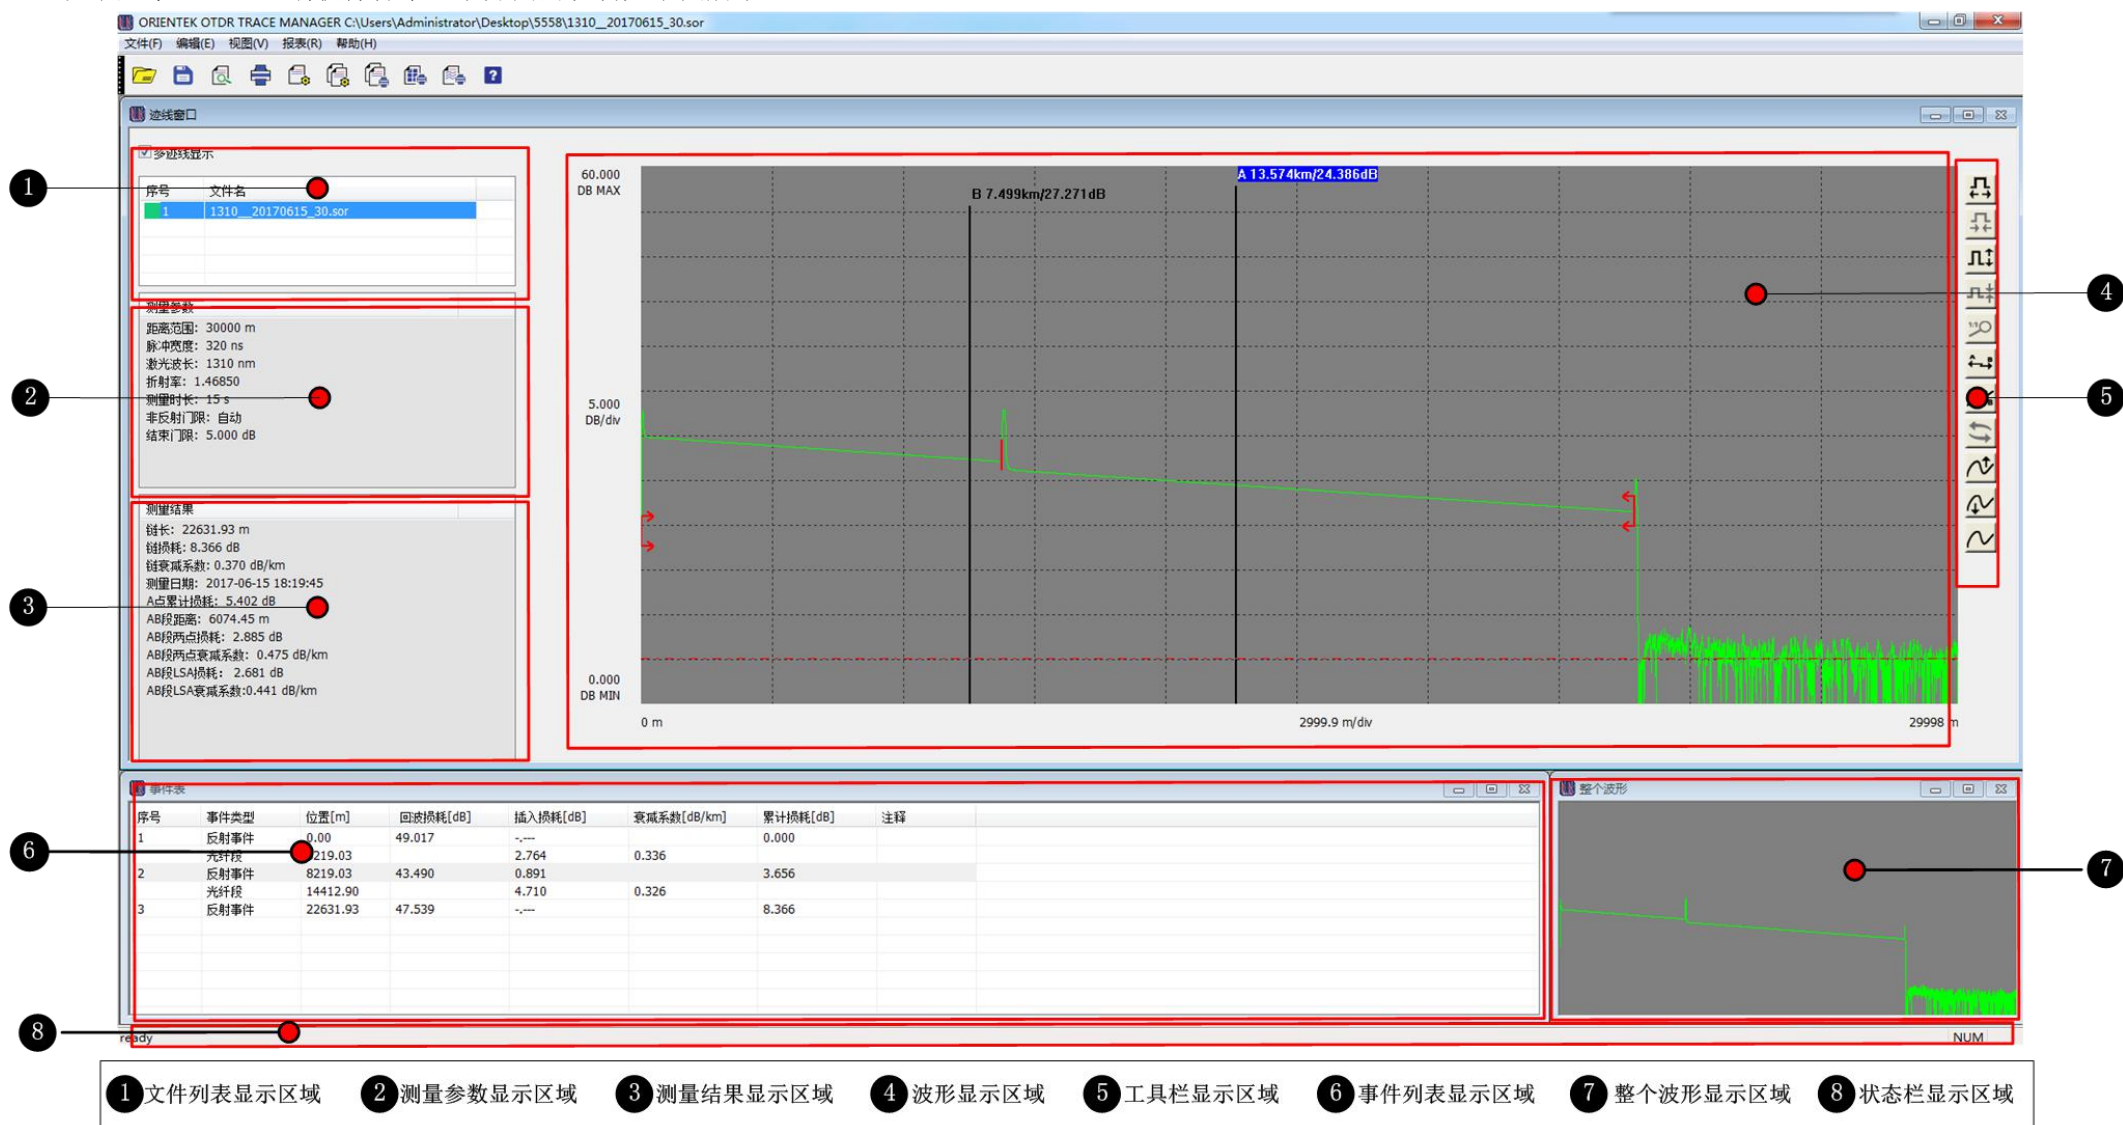 ORIENTEK OTDR TRACE MANAGER C:\Users\Administrator\Desktop\5558\1310__20170615_30.sor
文件(F) 编辑(E) 视图(V) 报表(R) 帮助(H)
迹线窗口
多迹线显示
序号 文件名
1 1310__20170615_30.sor
测量参数
距离范围: 30000 m
脉冲宽度: 320 ns
激光波长: 1310 nm
折射率: 1.46850
测量时长: 15 s
非反射门限: 自动
结束门限: 5.000 dB
测量结果
链长: 22631.93 m
链损耗: 8.366 dB
链衰减系数: 0.370 dB/km
测量日期: 2017-06-15 18:19:45
A点累计损耗: 5.402 dB
AB段距离: 6074.45 m
AB段两点损耗: 2.885 dB
AB段两点衰减系数: 0.475 dB/km
AB段LSA损耗: 2.681 dB
AB段LSA衰减系数:0.441 dB/km
60.000
DB MAX
B 7.499km/27.271dB
A 13.574km/24.386dB
5.000
DB/div
0.000
DB MIN
0 m 2999.9 m/div 29998 m
1
2
3
4
5
事件表
序号 事件类型 位置[m] 回波损耗[dB] 插入损耗[dB] 衰减系数[dB/km] 累计损耗[dB] 注释
1 反射事件 0.00 49.017 -.--- 0.000
光纤段 219.03 2.764 0.336
2 反射事件 8219.03 43.490 0.891 3.656
光纤段 14412.90 4.710 0.326
3 反射事件 22631.93 47.539 -.--- 8.366
整个波形
6
7
8
ready NUM
1 文件列表显示区域 2 测量参数显示区域 3 测量结果显示区域 4 波形显示区域 5 工具栏显示区域 6 事件列表显示区域 7 整个波形显示区域 8 状态栏显示区域